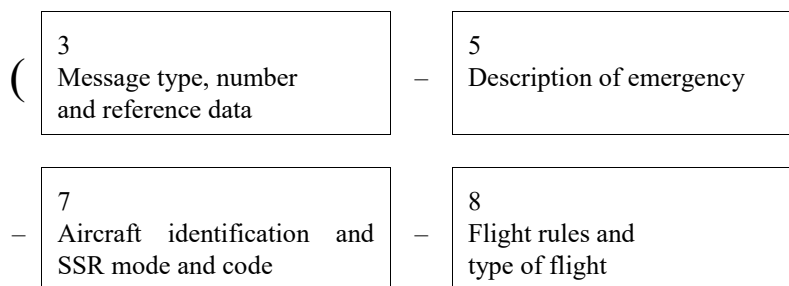 ( 3 – 5
Message type, number Description of emergency
and reference data
– 7 – 8
Aircraft identification and Flight rules and
SSR mode and code type of flight